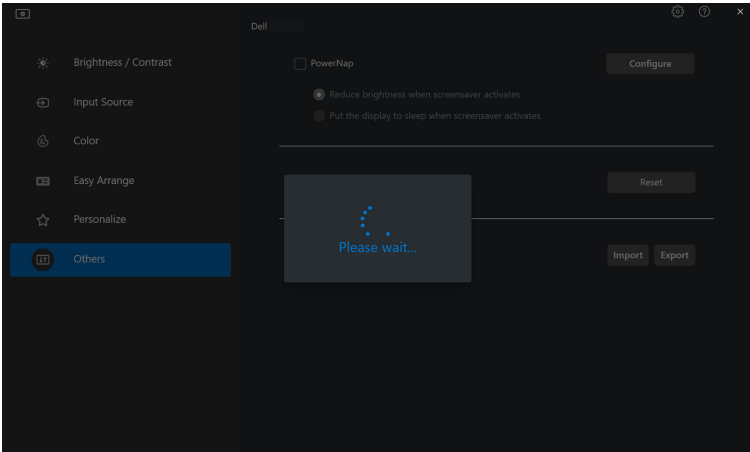 Dell
Brightness / Contrast
Input Source
Color
Easy Arrange
Personalize
Others
PowerNap
Configure
Reduce brightness when screensaver activates
Put the display to sleep when screensaver activates
Reset
Please wait...
Import Export